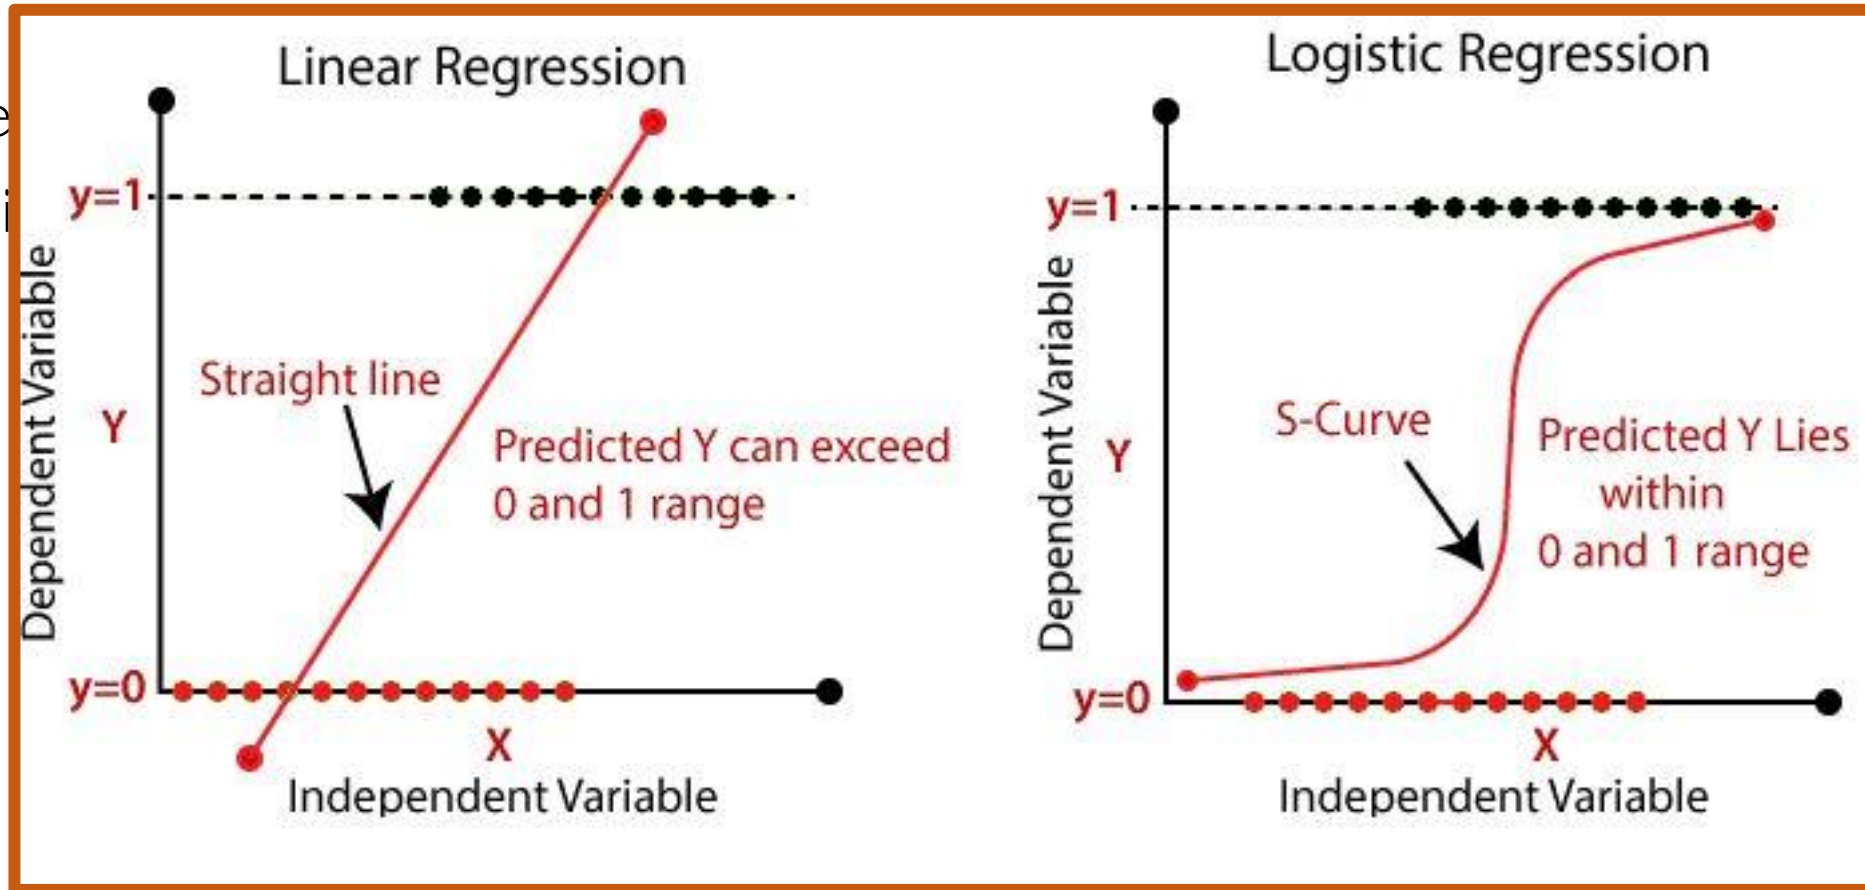 Linear Regression
y=1
Dependent Variable
Y
Straight line
Predicted Y can exceed
0 and 1 range
y=0
X
Independent Variable
Logistic Regression
y=1
Dependent Variable
Y
S-Curve
Predicted Y Lies
within
0 and 1 range
y=0
X
Independent Variable